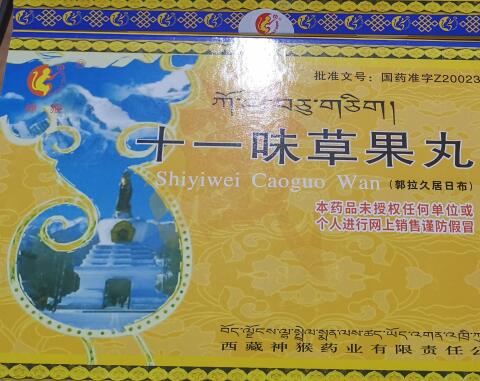 批准文号：国药准字Z20023
ཀོ་ལ་བཅུ་གཅིག།
十一味草果丸
Shiyiwei Caoguo Wan（郭拉久居日布）
本药品未授权任何单位或
个人进行网上销售谨防假冒
西藏神猴药业有限责任公